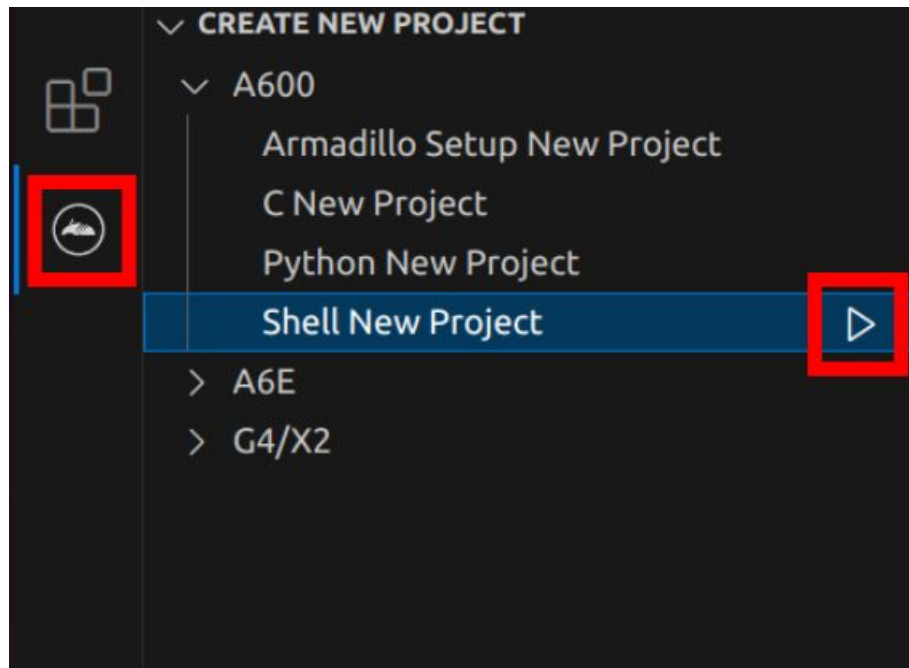 CREATE NEW PROJECT
A600
Armadillo Setup New Project
C New Project
Python New Project
Shell New Project
A6E
G4/X2